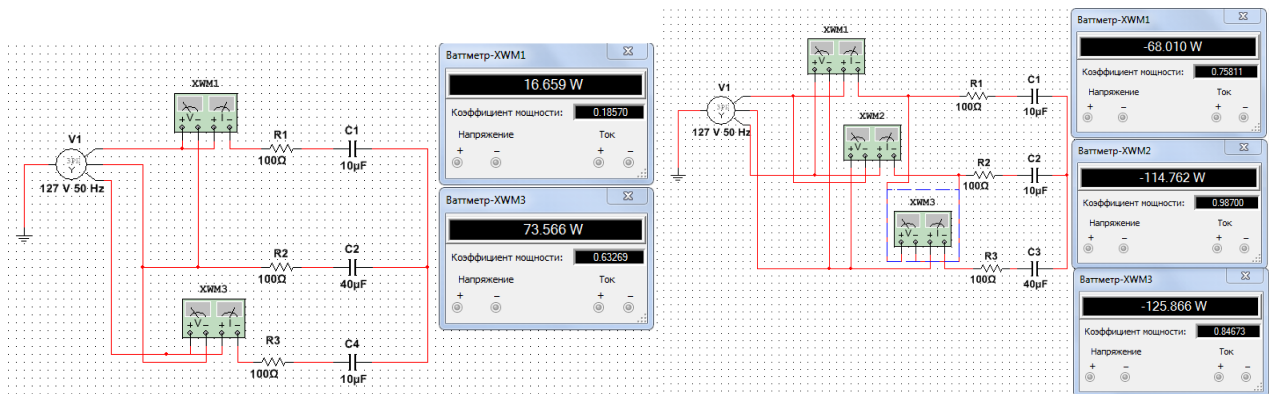 XWM1
+V- +I-
V1
3PH
Y
127 V 50 Hz
R1
100Ω
C1
10µF
R2
100Ω
C2
40µF
XWM3
+V- +I-
R3
100Ω
C4
10µF
Ваттметр-XWM1
16.659 W
Коэффициент мощности: 0.18570
Напряжение Ток
+ - + -
Ваттметр-XWM3
73.566 W
Коэффициент мощности: 0.63269
Напряжение Ток
+ - + -
XWM1
+V- +I-
V1
Y
127 V 50 Hz
R1
100Ω
C1
10µF
XWM2
+V- +I-
R2
100Ω
C2
10µF
XWM3
+V- +I-
R3
100Ω
C3
40µF
Ваттметр-XWM1
-68.010 W
Коэффициент мощности: 0.75811
Напряжение Ток
+ - + -
Ваттметр-XWM2
-114.762 W
Коэффициент мощности: 0.98700
Напряжение Ток
+ - + -
Ваттметр-XWM3
-125.866 W
Коэффициент мощности: 0.84673
Напряжение Ток
+ - + -